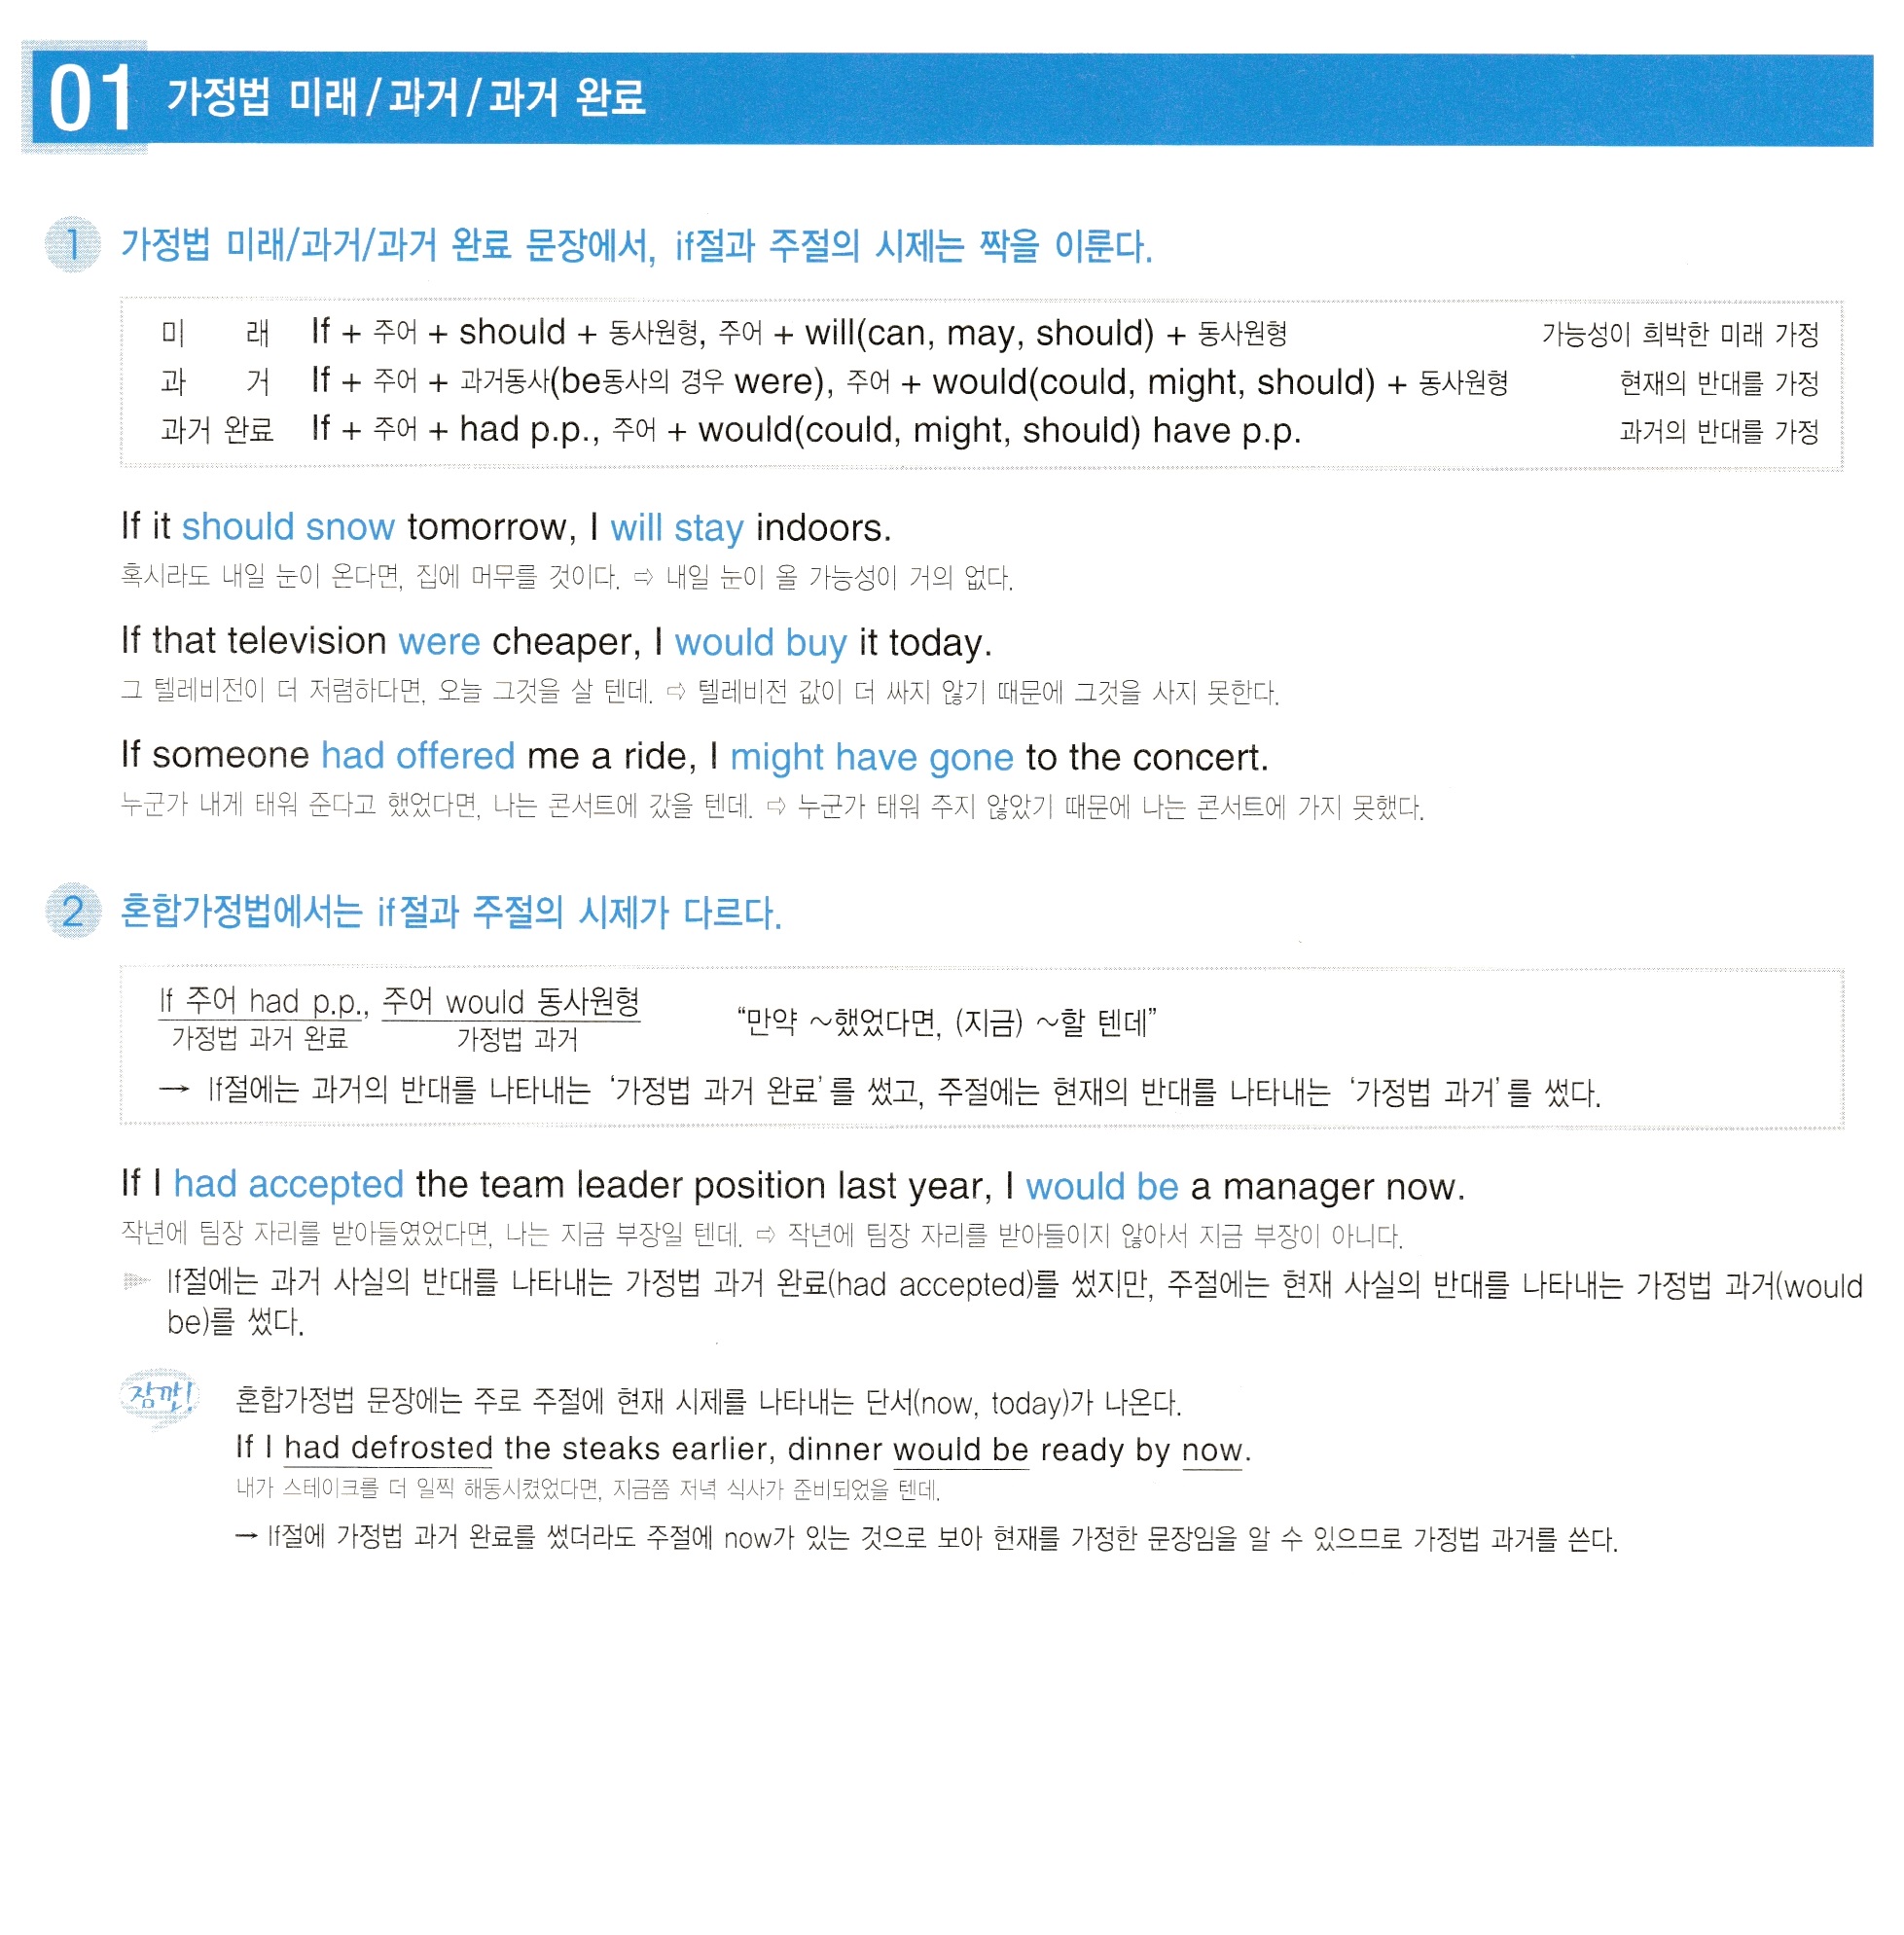 01 가정법 미래/과거/과거 완료
1 가정법 미래/과거/과거 완료 문장에서, if절과 주절의 시제는 짝을 이룬다.
미 래 If + 주어 + should + 동사원형, 주어 + will(can, may, should) + 동사원형 가능성이 희박한 미래 가정
과 거 If + 주어 + 과거동사(be동사의 경우 were), 주어 + would(could, might, should) + 동사원형 현재의 반대를 가정
과거 완료 If + 주어 + had p.p., 주어 + would(could, might, should) have p.p. 과거의 반대를 가정
If it should snow tomorrow, I will stay indoors.
혹시라도 내일 눈이 온다면, 집에 머무를 것이다. ⇨ 내일 눈이 올 가능성이 거의 없다.
If that television were cheaper, I would buy it today.
그 텔레비전이 더 저렴하다면, 오늘 그것을 살 텐데. ⇨ 텔레비전 값이 더 싸지 않기 때문에 그것을 사지 못한다.
If someone had offered me a ride, I might have gone to the concert.
누군가 내게 태워 준다고 했었다면, 나는 콘서트에 갔을 텐데. ⇨ 누군가 태워 주지 않았기 때문에 나는 콘서트에 가지 못했다.
2 혼합가정법에서는 if절과 주절의 시제가 다르다.
If 주어 had p.p., 주어 would 동사원형 “만약 ~했었다면, (지금) ~할 텐데”
가정법 과거 완료 가정법 과거
→ If절에는 과거의 반대를 나타내는 ‘가정법 과거 완료’를 썼고, 주절에는 현재의 반대를 나타내는 ‘가정법 과거’를 썼다.
If I had accepted the team leader position last year, I would be a manager now.
작년에 팀장 자리를 받아들였었다면, 나는 지금 부장일 텐데. ⇨ 작년에 팀장 자리를 받아들이지 않아서 지금 부장이 아니다.
If절에는 과거 사실의 반대를 나타내는 가정법 과거 완료(had accepted)를 썼지만, 주절에는 현재 사실의 반대를 나타내는 가정법 과거(would
be)를 썼다.
잠깐! 혼합가정법 문장에는 주로 주절에 현재 시제를 나타내는 단서(now, today)가 나온다.
If I had defrosted the steaks earlier, dinner would be ready by now.
내가 스테이크를 더 일찍 해동시켰었다면, 지금쯤 저녁 식사가 준비되었을 텐데.
→ If절에 가정법 과거 완료를 썼더라도 주절에 now가 있는 것으로 보아 현재를 가정한 문장임을 알 수 있으므로 가정법 과거를 쓴다.